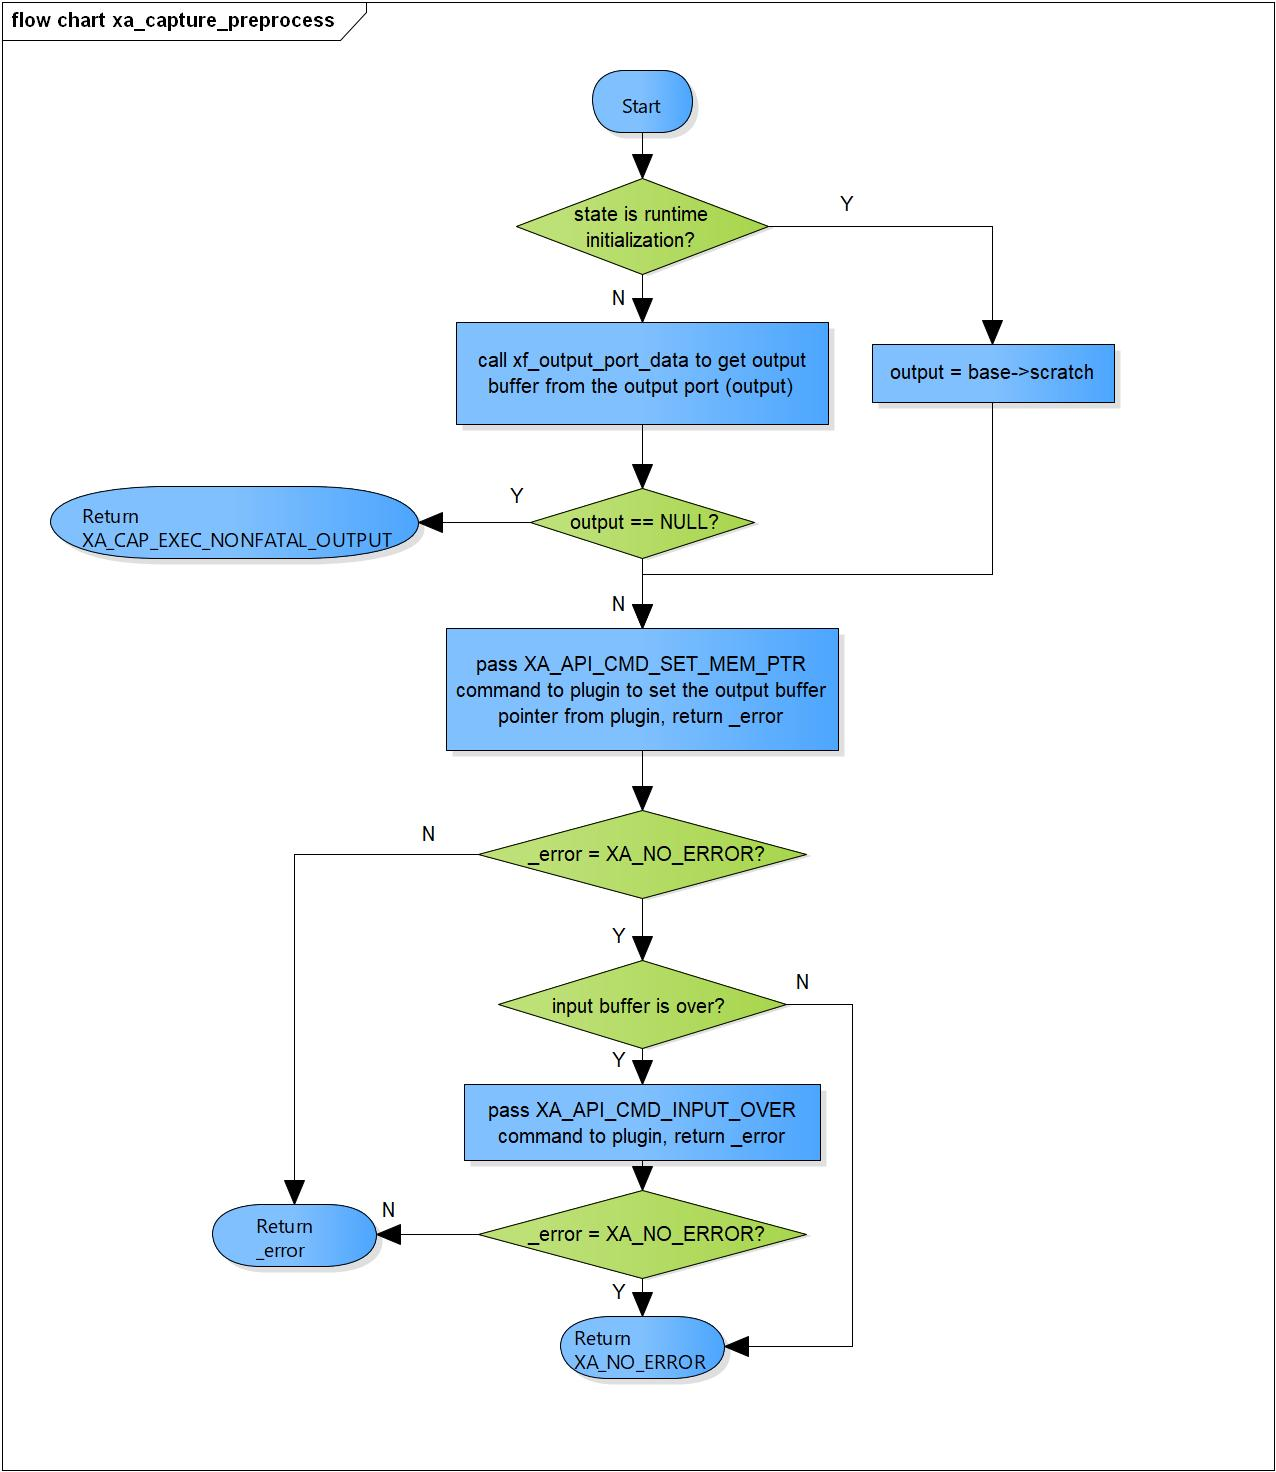 flow chart xa_capture_preprocess
Start
state is runtime
initialization?
Y
N
call xf_output_port_data to get output
buffer from the output port (output)
output = base->scratch
Y
output == NULL?
Return
XA_CAP_EXEC_NONFATAL_OUTPUT
N
pass XA_API_CMD_SET_MEM_PTR
command to plugin to set the output buffer
pointer from plugin, return _error
N
_error = XA_NO_ERROR?
Y
N
input buffer is over?
Y
pass XA_API_CMD_INPUT_OVER
command to plugin, return _error
N
Return
_error
_error = XA_NO_ERROR?
Y
Return
XA_NO_ERROR